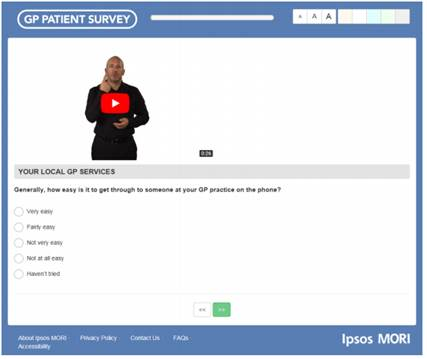 GP PATIENT SURVEY
A A A
0:26
YOUR LOCAL GP SERVICES
Generally, how easy is it to get through to someone at your GP practice on the phone?
Very easy
Fairly easy
Not very easy
Not at all easy
Haven't tried
<< >>
About Ipsos MORI Privacy Policy Contact Us FAQs
Accessibility
Ipsos MORI